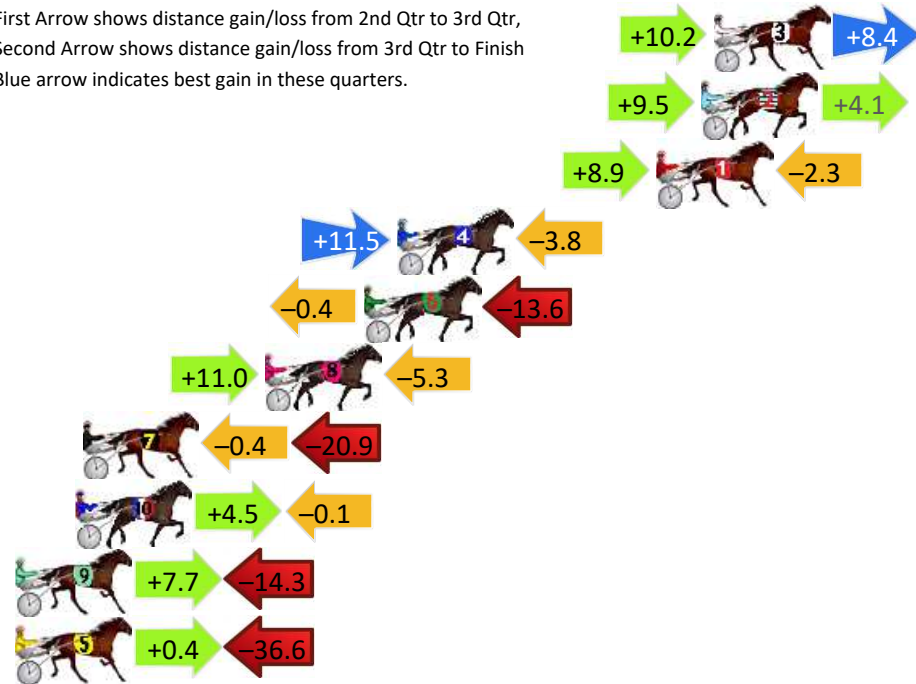 First Arrow shows distance gain/loss from 2nd Qtr to 3rd Qtr,
Second Arrow shows distance gain/loss from 3rd Qtr to Finish
Blue arrow indicates best gain in these quarters.
+10.2 3 +8.4
+9.5 2 +4.1
+8.9 1 –2.3
+11.5 4 –3.8
–0.4 –13.6
+11.0 8 –5.3
7 –0.4 –20.9
10 +4.5 –0.1
9 +7.7 –14.3
5 +0.4 –36.6